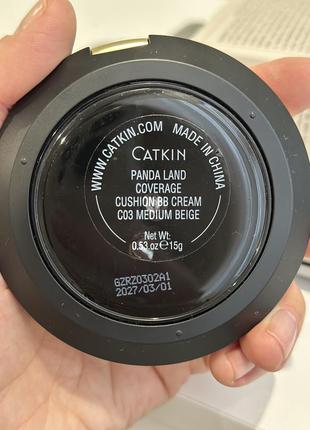 WWW.CATKIN.COM MADE IN CHINA
CATKIN
PANDA LAND
COVERAGE
CUSHION BB CREAM
C03 MEDIUM BEIGE
Net Wt:
0.53 oz℮15g
GZRZ0302A1
2027/03/01